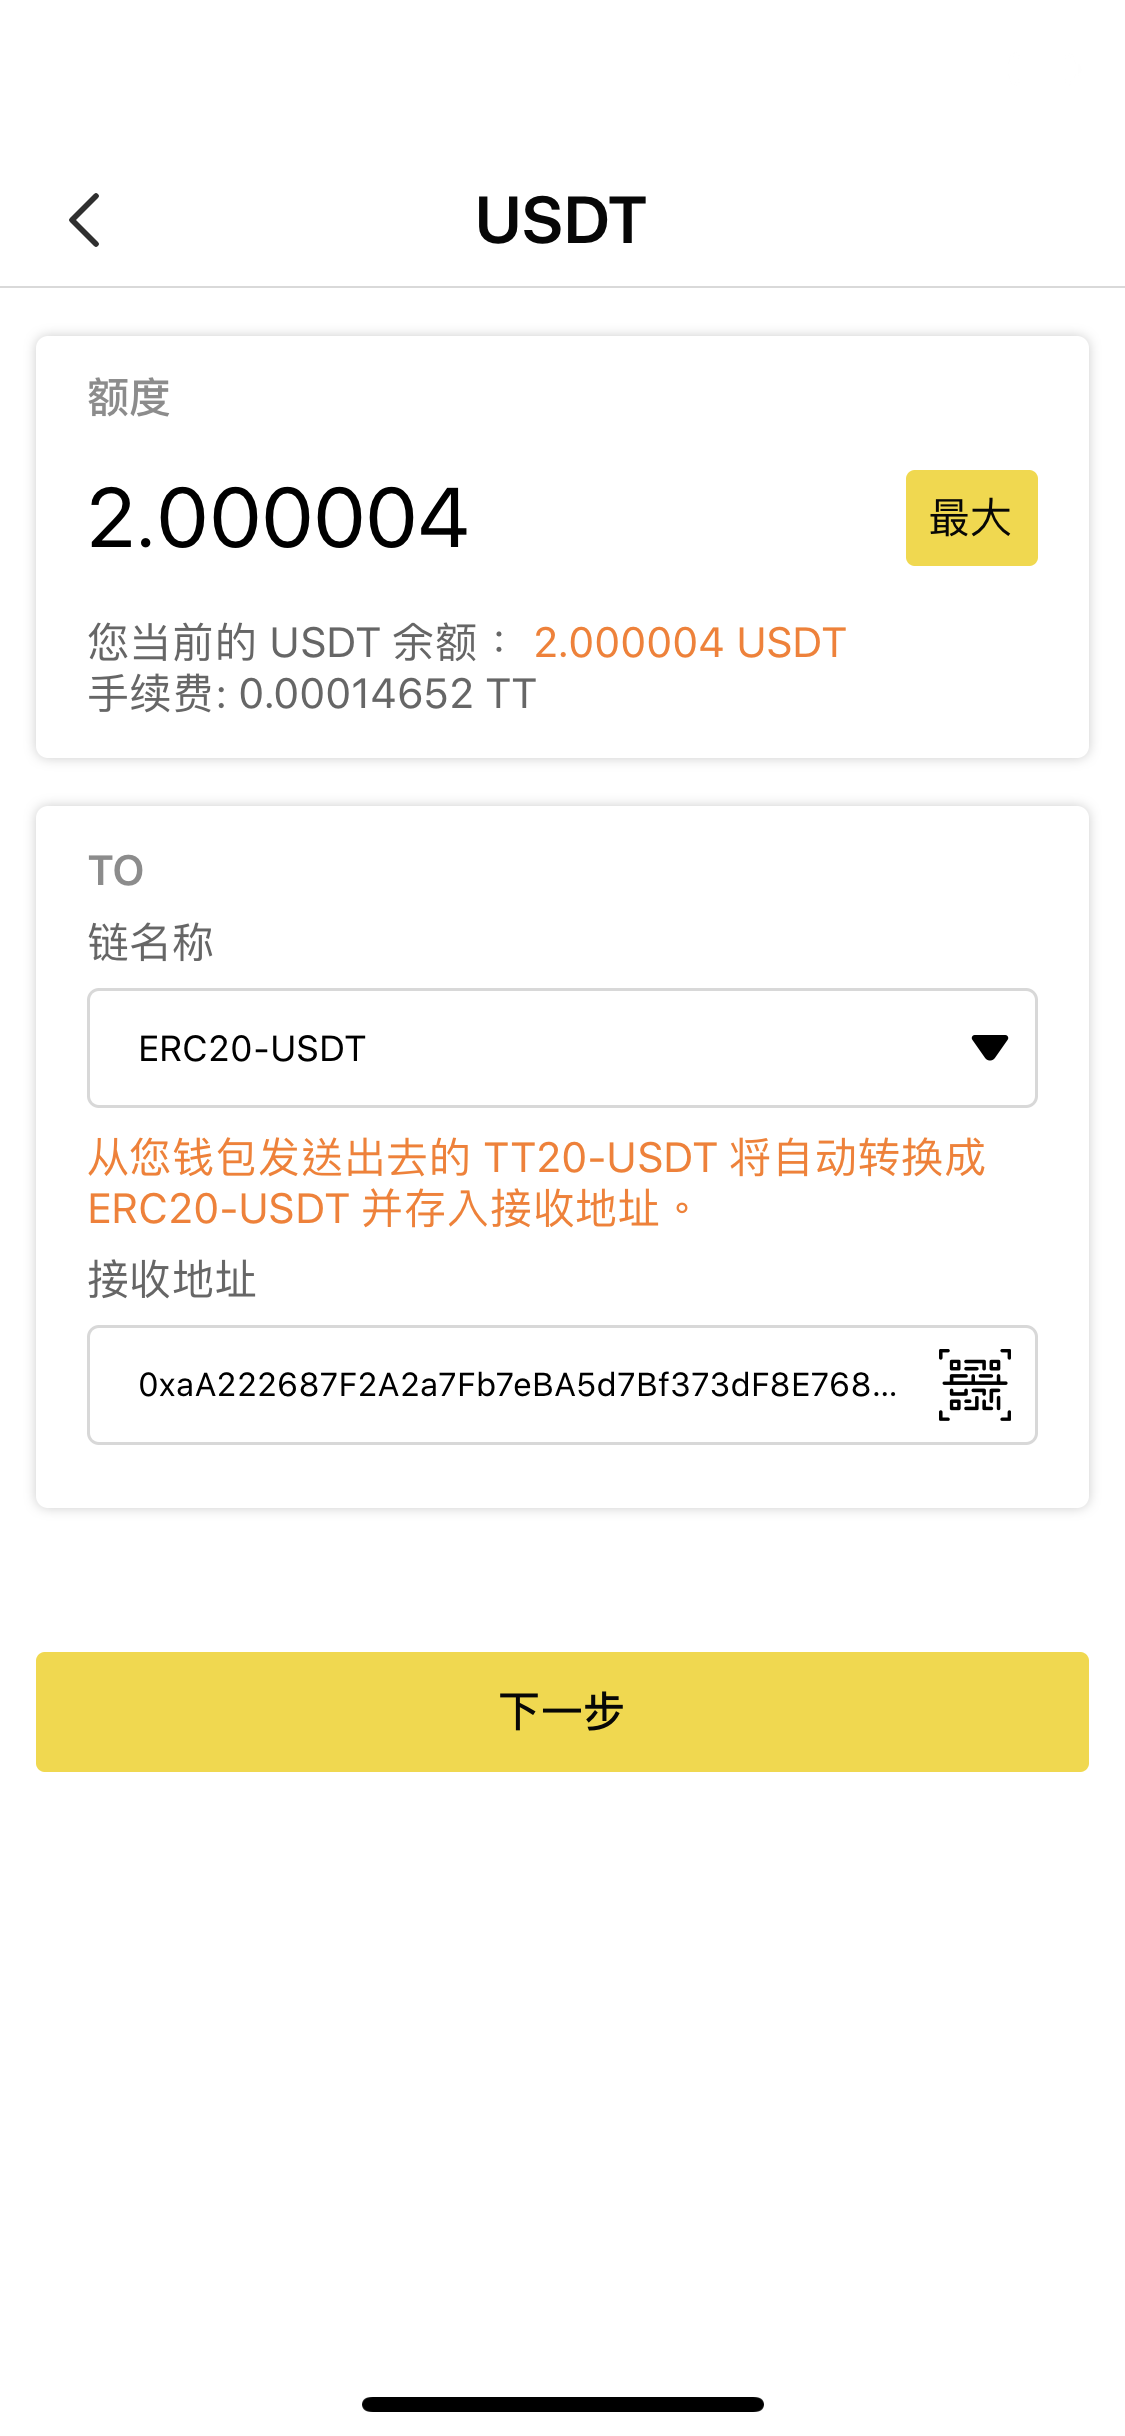 USDT
额度
2.000004
最大
您当前的 USDT 余额： 2.000004 USDT
手续费: 0.00014652 TT
TO
链名称
ERC20-USDT
从您钱包发送出去的 TT20-USDT 将自动转换成
ERC20-USDT 并存入接收地址。
接收地址
0xaA222687F2A2a7Fb7eBA5d7Bf373dF8E768...
下一步